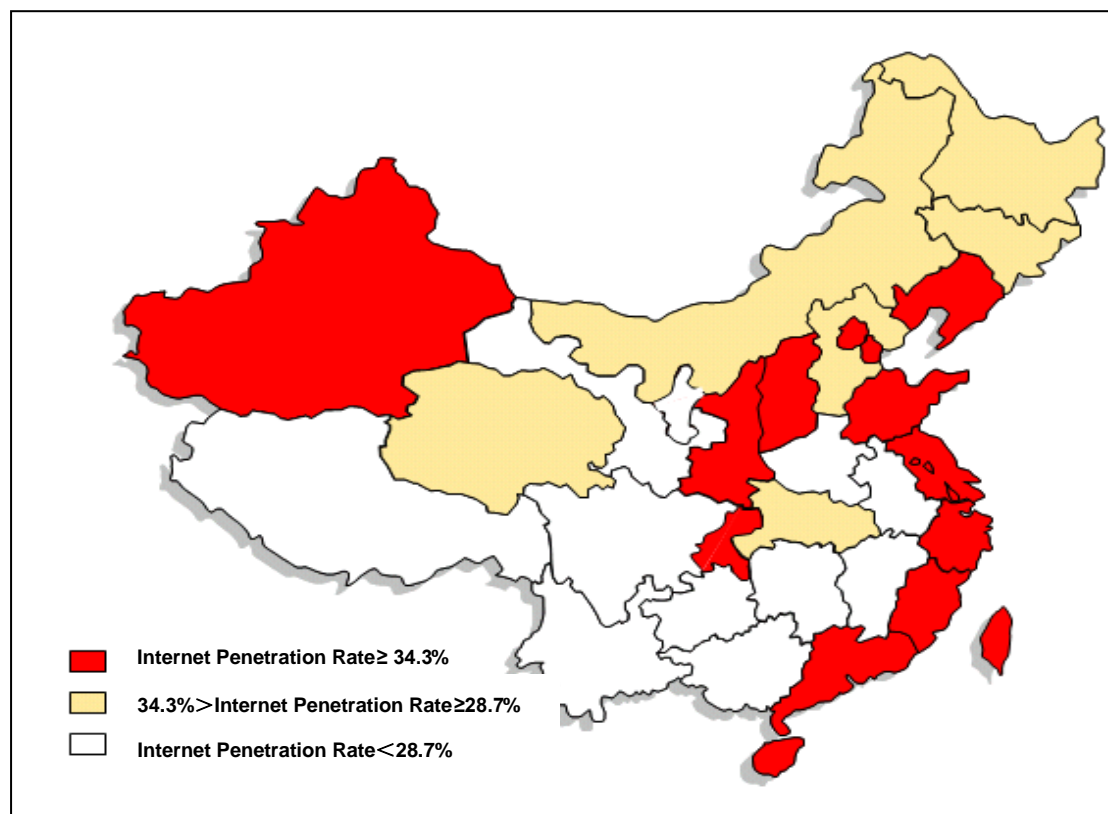 Internet Penetration Rate≥ 34.3%
34.3%＞Internet Penetration Rate≥28.7%
Internet Penetration Rate＜28.7%